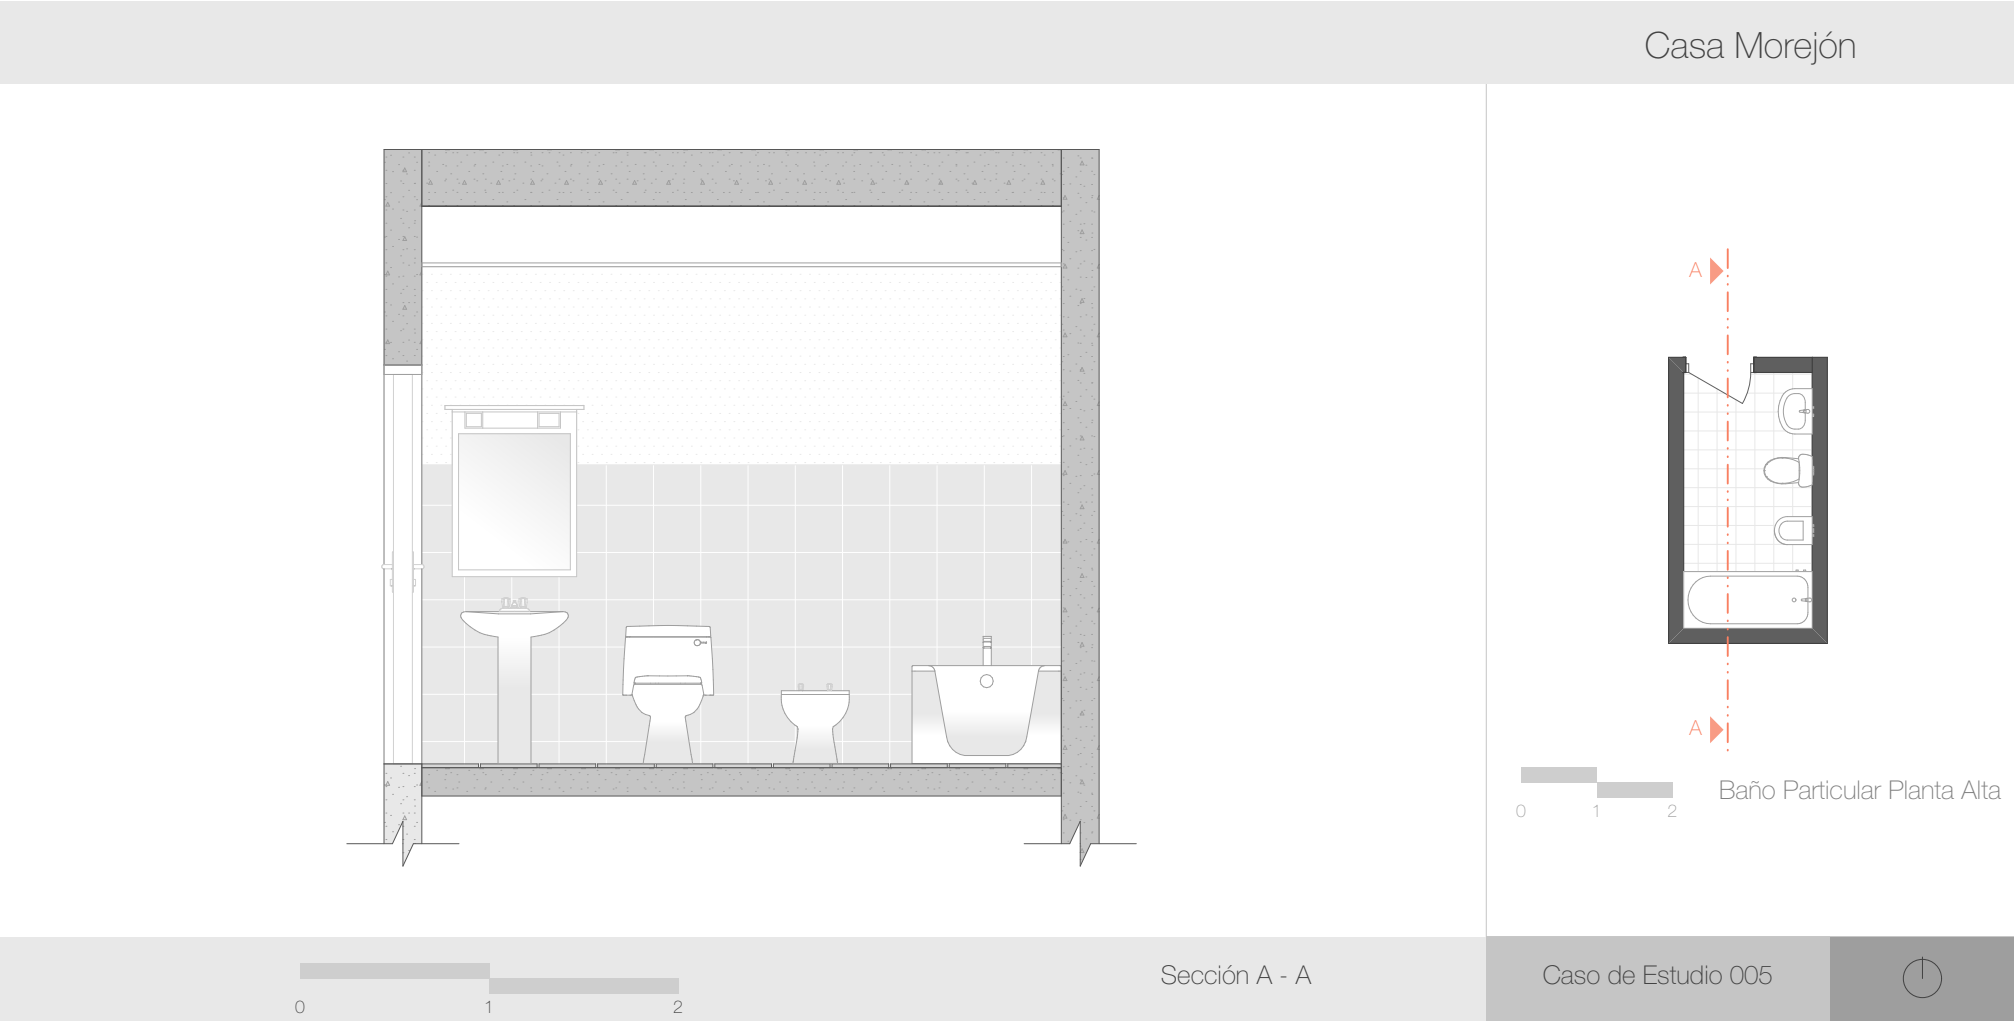 Casa Morejón
A
A
0 1 2
Baño Particular Planta Alta
0 1 2
Sección A - A
Caso de Estudio 005